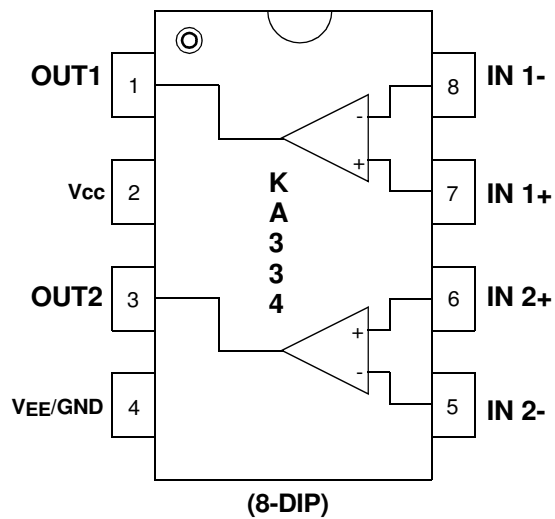 OUT1 1 8 IN 1-
-
+
Vcc 2 7 IN 1+
K
A
3
3
4
OUT2 3 6 IN 2+
+
-
VEE/GND 4 5 IN 2-
(8-DIP)